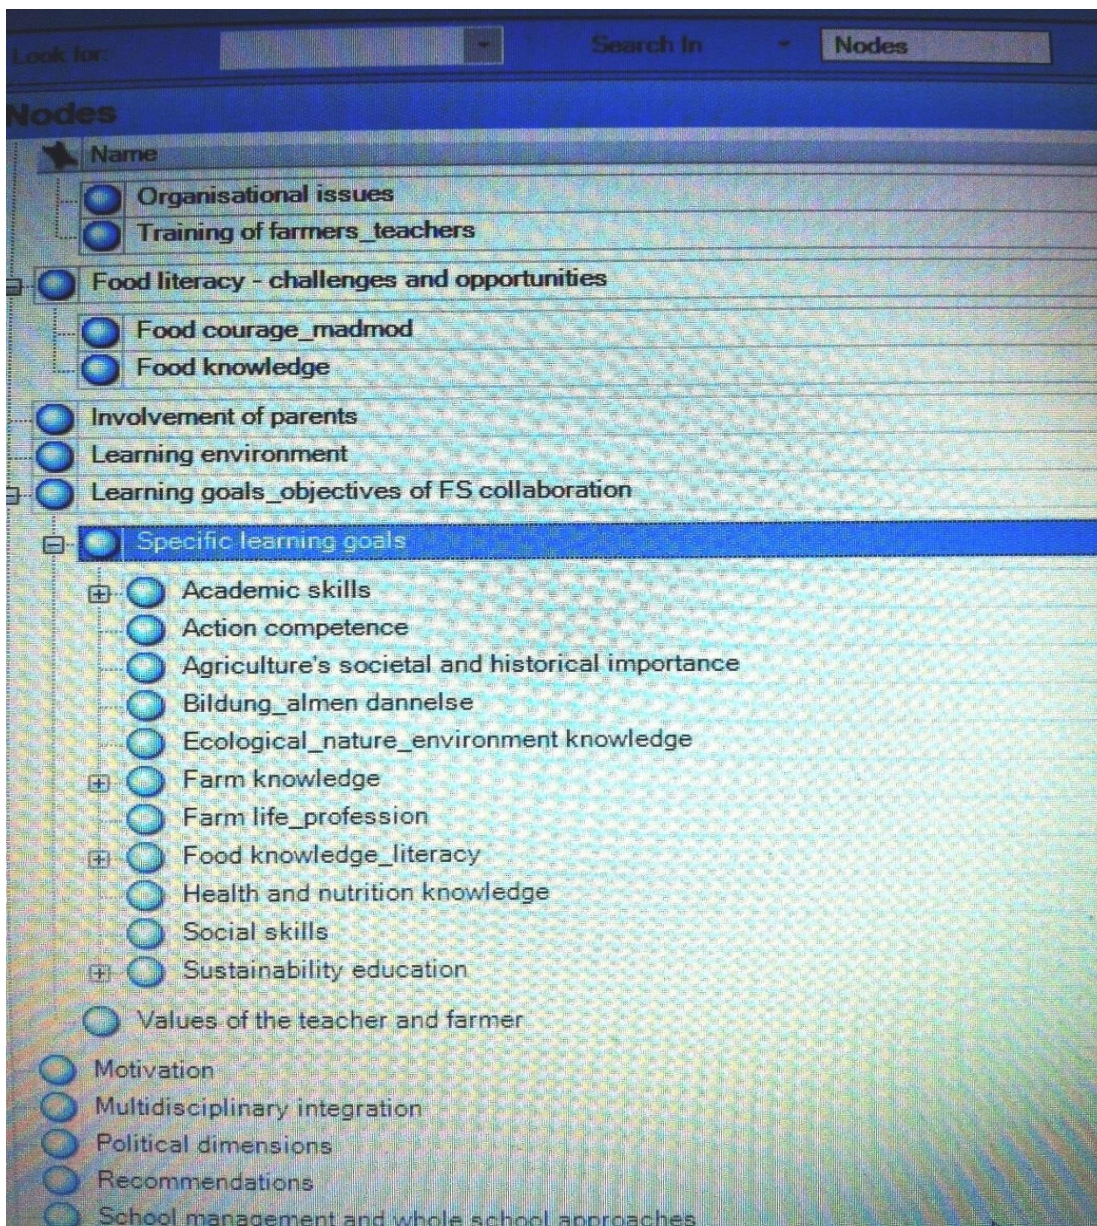 Look for:
Search In
Nodes
Nodes
Name
Organisational issues
Training of farmers_teachers
Food literacy - challenges and opportunities
Food courage_madmod
Food knowledge
Involvement of parents
Learning environment
Learning goals_objectives of FS collaboration
Specific learning goals
Academic skills
Action competence
Agriculture's societal and historical importance
Bildung_almen dannelse
Ecological_nature_environment knowledge
Farm knowledge
Farm life_profession
Food knowledge_literacy
Health and nutrition knowledge
Social skills
Sustainability education
Values of the teacher and farmer
Motivation
Multidisciplinary integration
Political dimensions
Recommendations
School management and whole school approaches